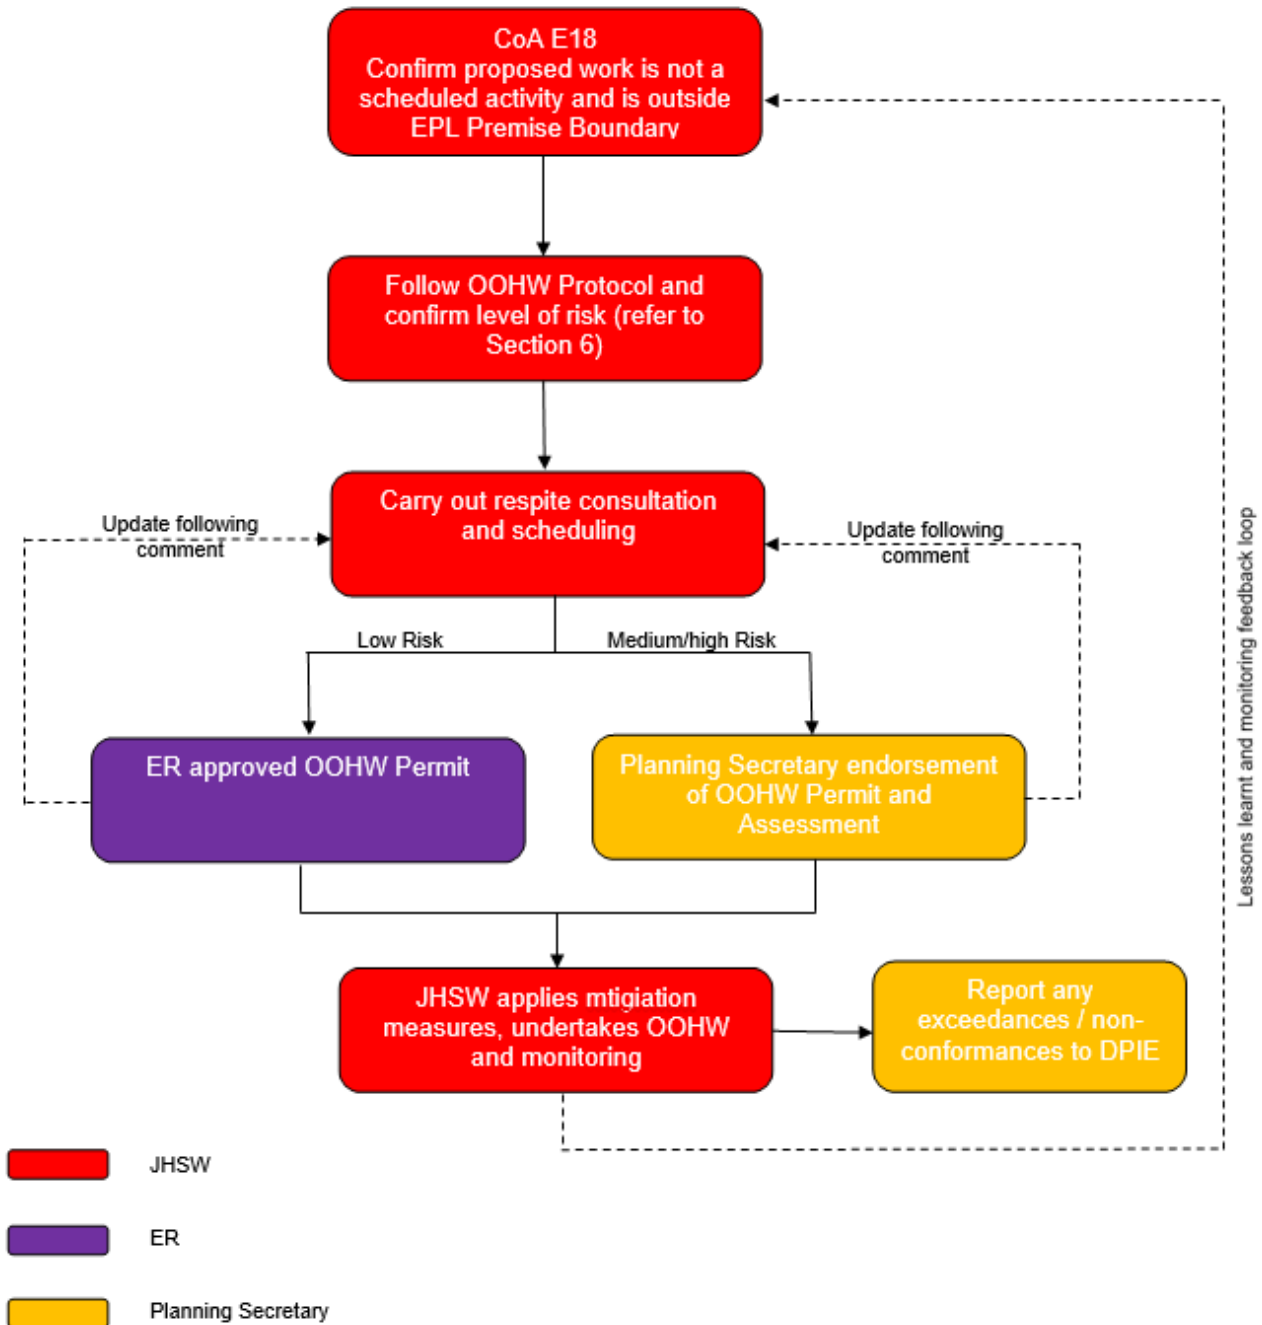 CoA E18
Confirm proposed work is not a
scheduled activity and is outside
EPL Premise Boundary
Follow OOHW Protocol and
confirm level of risk (refer to
Section 6)
Carry out respite consultation
and scheduling
Update following
comment
Update following
comment
Low Risk
Medium/high Risk
ER approved OOHW Permit
Planning Secretary endorsement
of OOHW Permit and
Assessment
JHSW applies mtigiation
measures, undertakes OOHW
and monitoring
Report any
exceedances / non-
conformances to DPIE
Lessons learnt and monitoring feedback loop
JHSW
ER
Planning Secretary